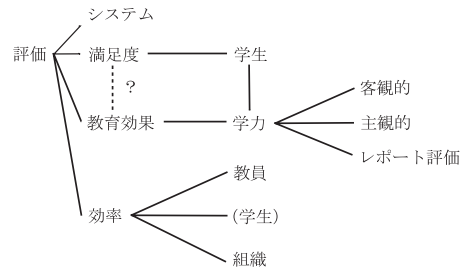 システム
評価
満足度
学生
？
客観的
教育効果
学力
主観的
レポート評価
教員
効率
(学生)
組織